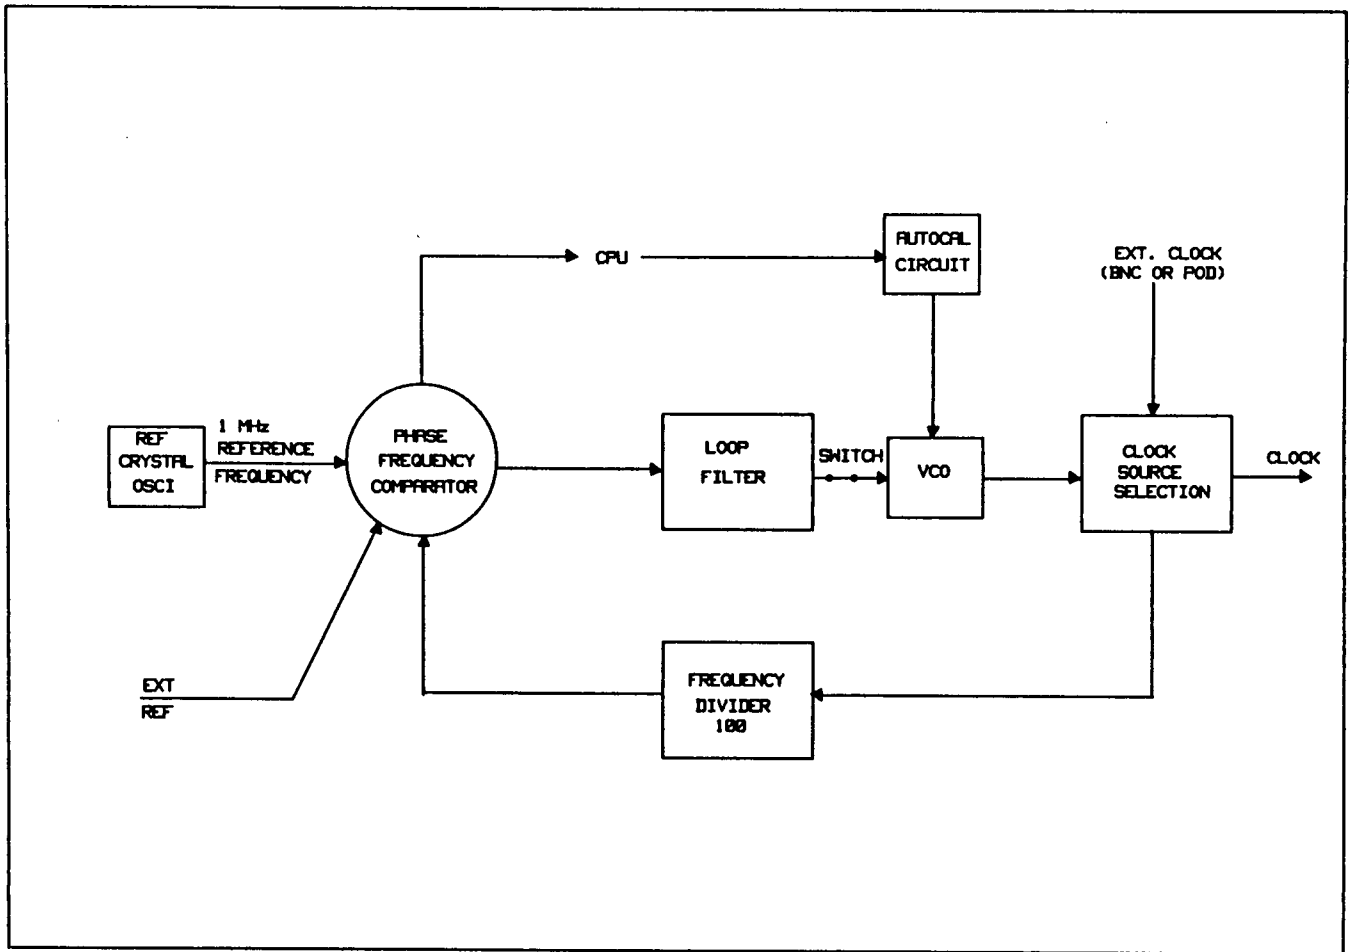 AUTOCAL
CIRCUIT
CPU
EXT. CLOCK
(BNC OR POD)
REF
CRYSTAL
OSCI
1 MHz
REFERENCE
FREQUENCY
PHASE
FREQUENCY
COMPARATOR
LOOP
FILTER
SWITCH
VCO
CLOCK
SOURCE
SELECTION
CLOCK
EXT
REF
FREQUENCY
DIVIDER
100